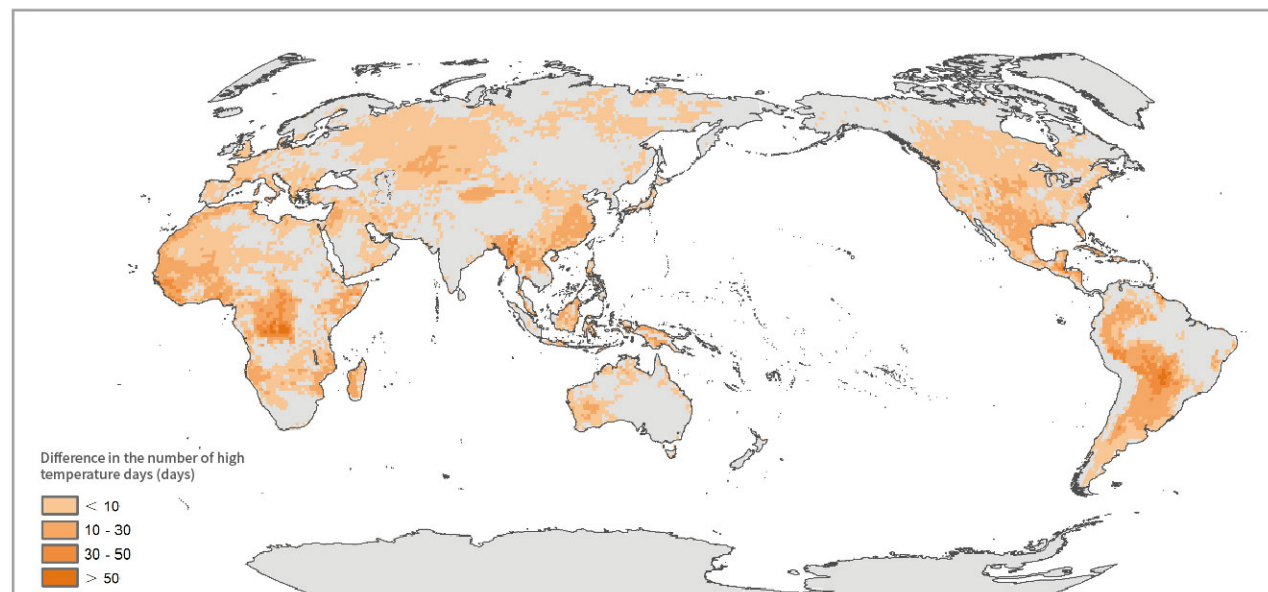 Difference in the number of high
temperature days (days)
< 10
10 - 30
30 - 50
> 50